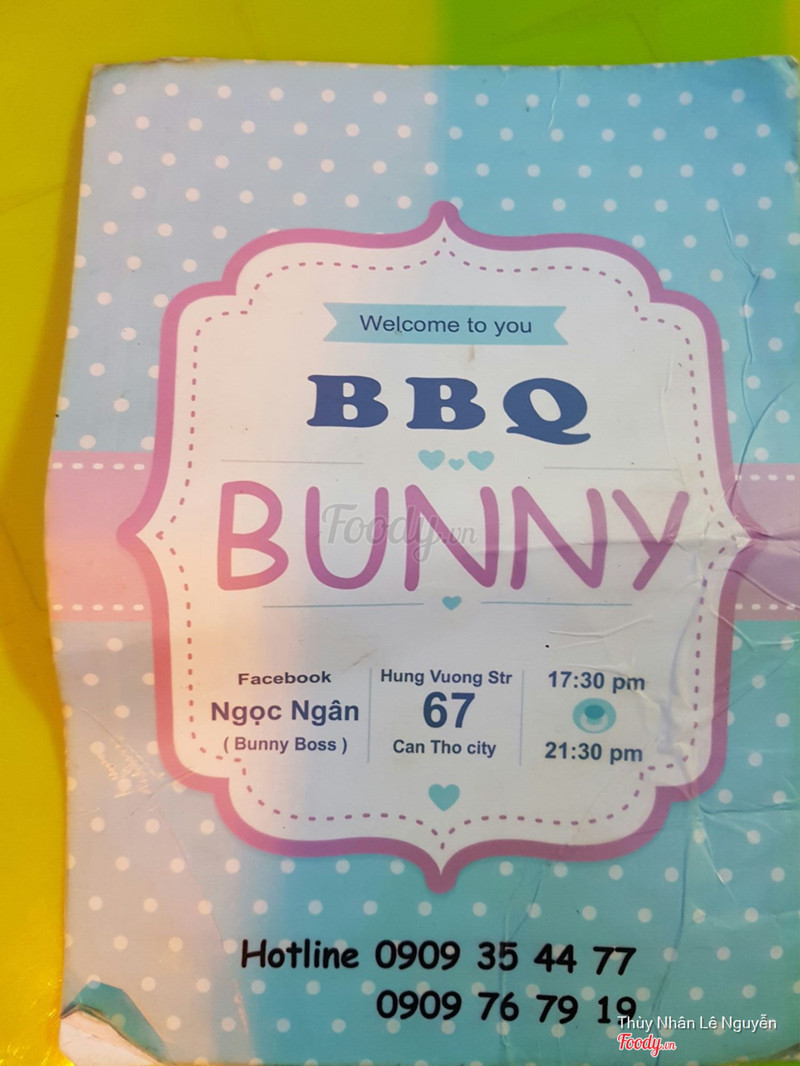 Welcome to you
BBQ
BUNNY
Foody.vn
Facebook
Ngọc Ngân
( Bunny Boss )
Hung Vuong Str
67
Can Tho city
17:30 pm
21:30 pm
Hotline 0909 35 44 77
0909 76 79 19
Thùy Nhân Lê Nguyễn
Foody.vn